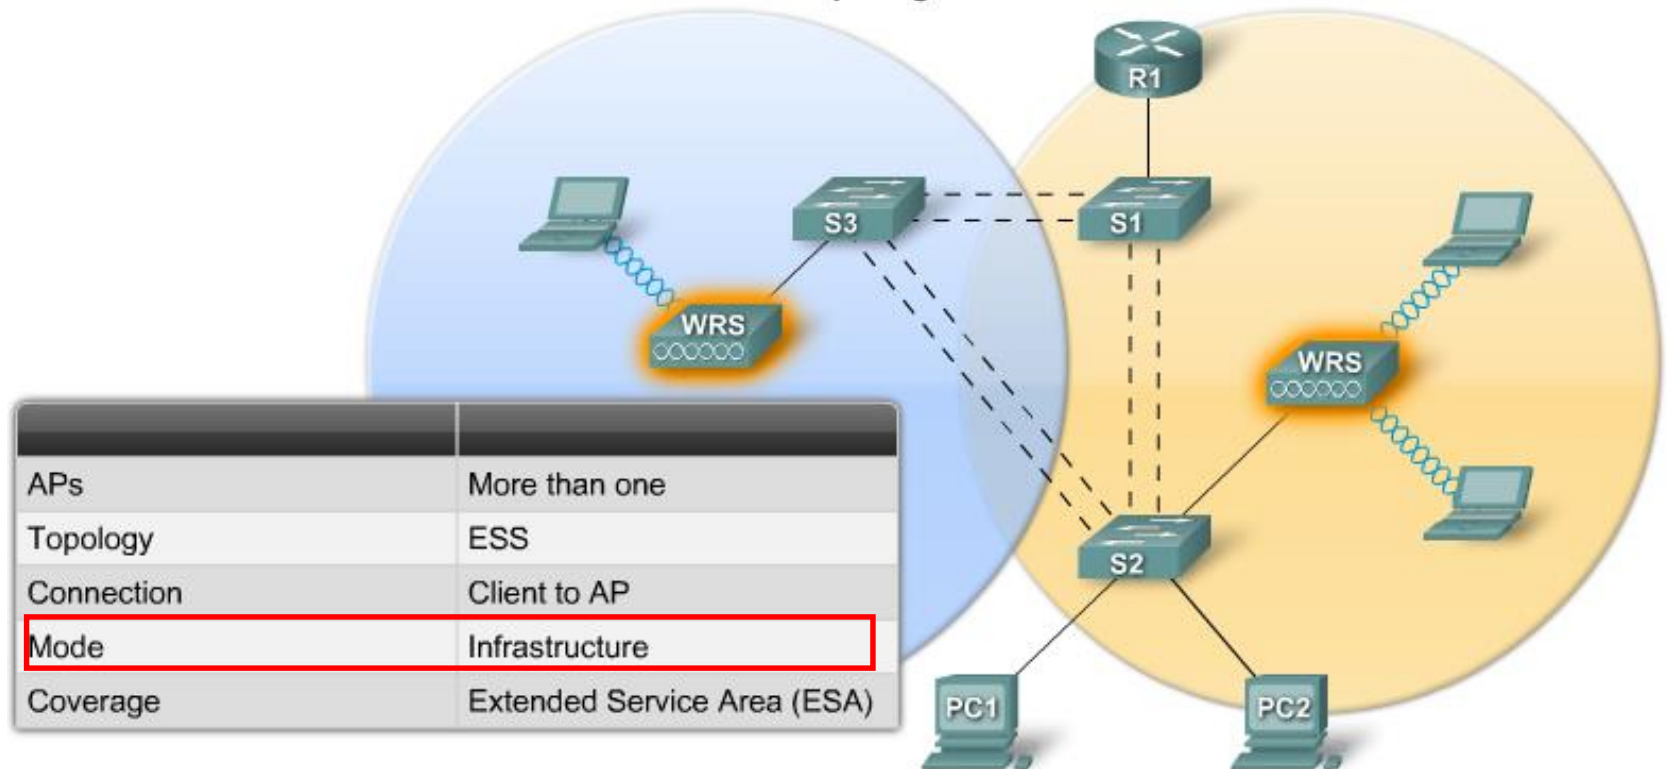 R1
S3
S1
WRS
WRS
APs More than one
Topology ESS
Connection Client to AP
Mode Infrastructure
Coverage Extended Service Area (ESA)
S2
PC1
PC2